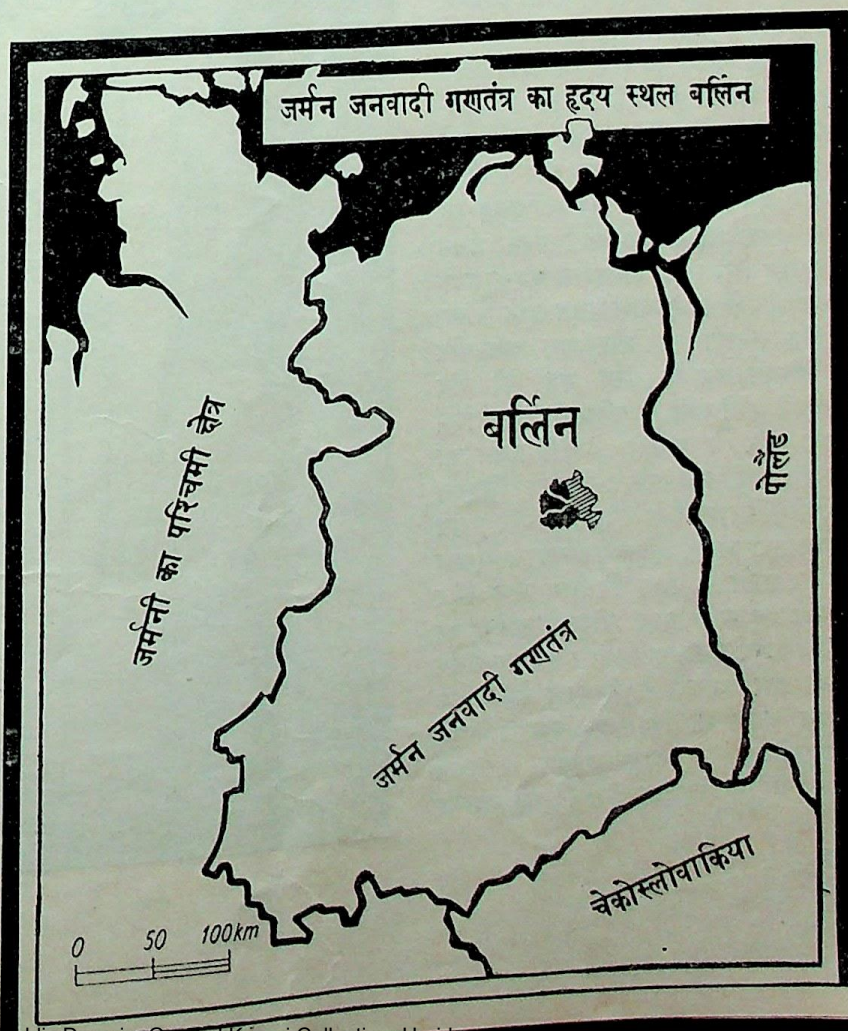 जर्मन जनवादी गणतंत्र का हृदय स्थल बर्लिन
बर्लिन
जर्मनी का पश्चिमी क्षेत्र
पोलैंड
जर्मन जनवादी गणतंत्र
चेकोस्लोवाकिया
0 50 100km